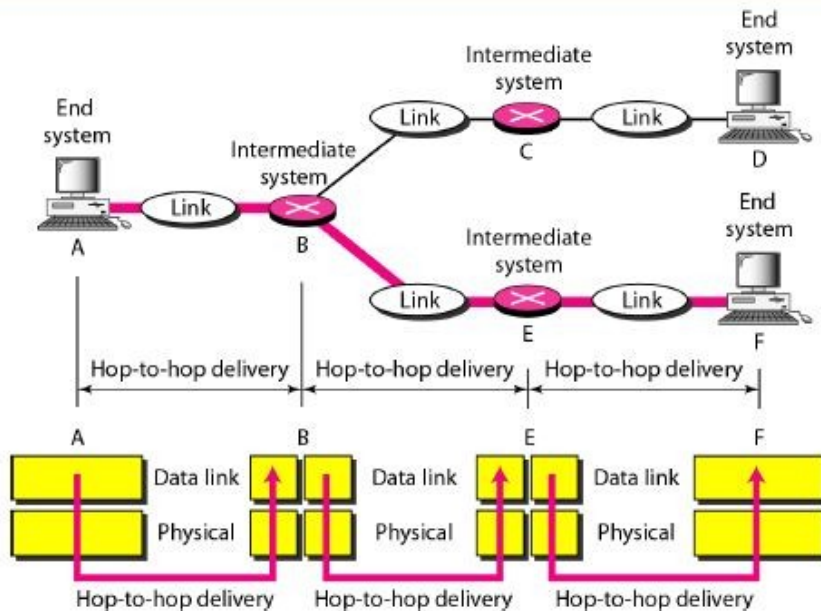 End
system
Intermediate
system
Link
Link
C
D
End
system
Intermediate
system
Link
A
B
Intermediate
system
End
system
Link
Link
E
F
Hop-to-hop delivery
Hop-to-hop delivery
Hop-to-hop delivery
A
B
E
F
Data link
Data link
Data link
Physical
Physical
Physical
Hop-to-hop delivery
Hop-to-hop delivery
Hop-to-hop delivery